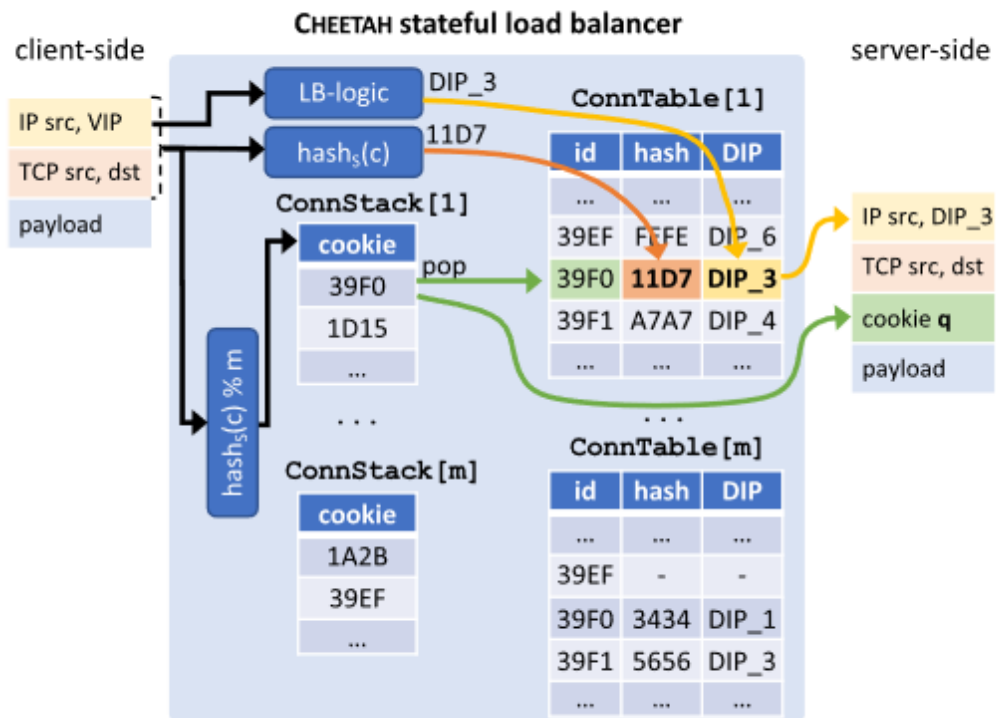 CHEETAH stateful load balancer
client-side
server-side
IP src, VIP
TCP src, dst
payload
LB-logic
DIP_3
hashS(c)
11D7
ConnStack[1]
cookie
39F0
1D15
...
pop
hashS(c) % m
. . .
ConnStack[m]
cookie
1A2B
39EF
...
ConnTable[1]
id hash DIP
... ... ...
39EF FFFE DIP_6
39F0 11D7 DIP_3
39F1 A7A7 DIP_4
... ... ...
. . .
ConnTable[m]
id hash DIP
... ... ...
39EF - -
39F0 3434 DIP_1
39F1 5656 DIP_3
... ... ...
IP src, DIP_3
TCP src, dst
cookie q
payload